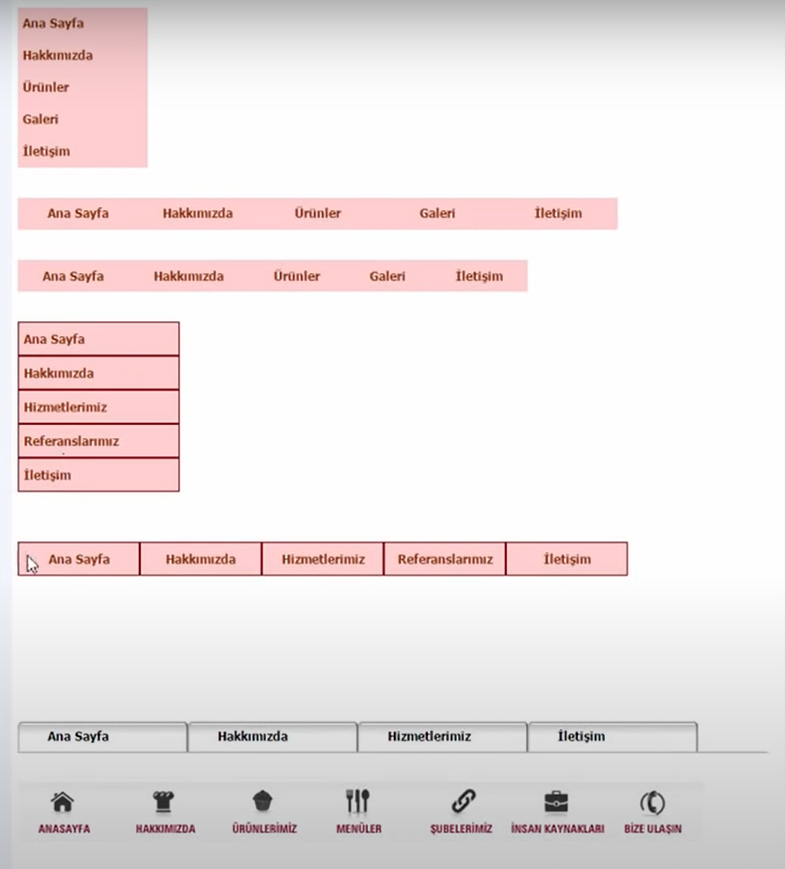 Ana Sayfa
Hakkımızda
Ürünler
Galeri
İletişim
Ana Sayfa Hakkımızda Ürünler Galeri İletişim
Ana Sayfa Hakkımızda Ürünler Galeri İletişim
Ana Sayfa
Hakkımızda
Hizmetlerimiz
Referanslarımız
İletişim
Ana Sayfa Hakkımızda Hizmetlerimiz Referanslarımız İletişim
Ana Sayfa Hakkımızda Hizmetlerimiz İletişim
ANASAYFA HAKKIMIZDA ÜRÜNLERİMİZ MENÜLER ŞUBELERİMİZ İNSAN KAYNAKLARI BİZE ULAŞIN